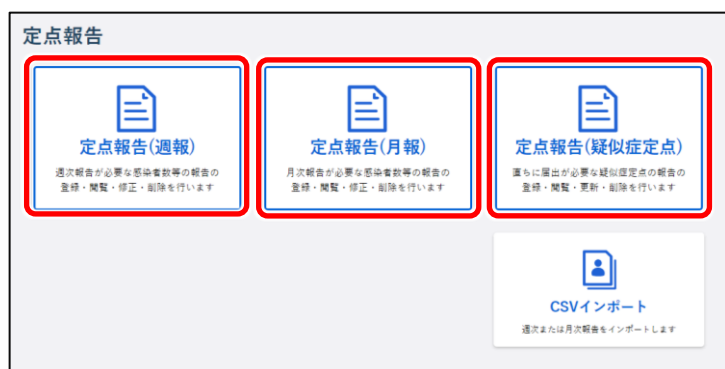 定点報告
定点報告(週報)
週次報告が必要な感染者数等の報告の
登録・閲覧・修正・削除を行います
定点報告(月報)
月次報告が必要な感染者数等の報告の
登録・閲覧・修正・削除を行います
定点報告(疑似症定点)
直ちに届出が必要な疑似症定点の報告の
登録・閲覧・更新・削除を行います
CSVインポート
週次または月次報告をインポートします